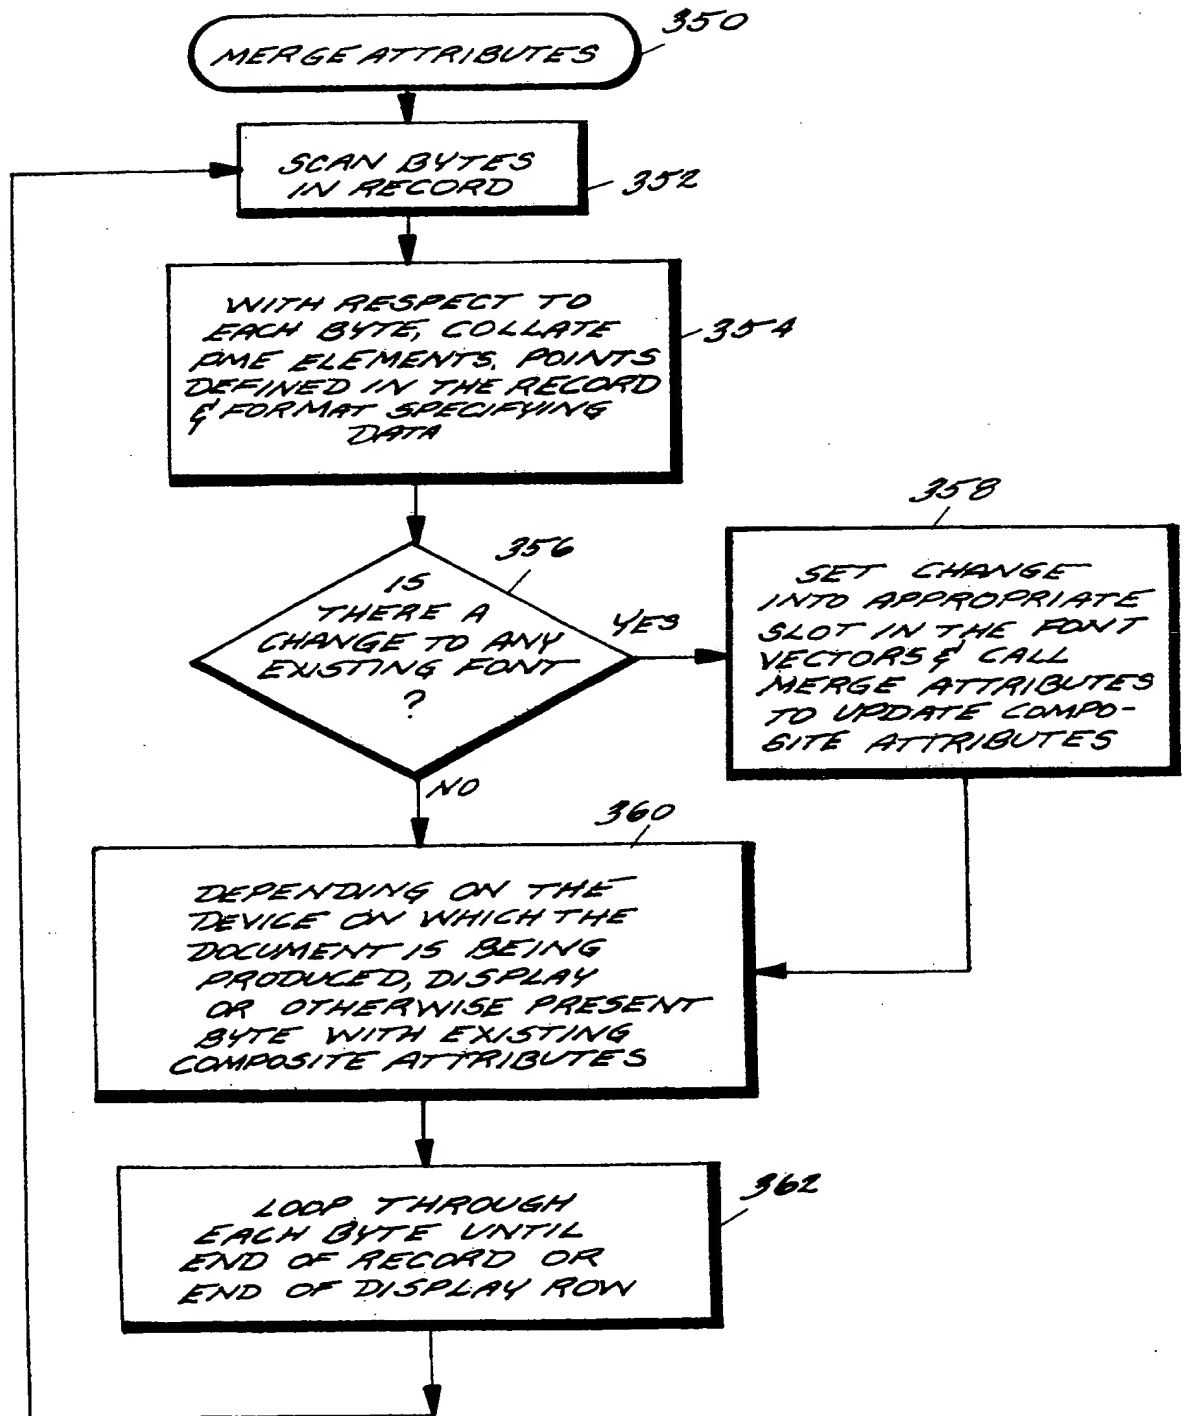 350
MERGE ATTRIBUTES
SCAN BYTES
IN RECORD
352
WITH RESPECT TO
EACH BYTE, COLLATE
PME ELEMENTS, POINTS
DEFINED IN THE RECORD
& FORMAT SPECIFYING
DATA
354
356
IS
THERE A
CHANGE TO ANY
EXISTING FONT
?
YES
NO
358
SET CHANGE
INTO APPROPRIATE
SLOT IN THE FONT
VECTORS & CALL
MERGE ATTRIBUTES
TO UPDATE COMPO-
SITE ATTRIBUTES
360
DEPENDING ON THE
DEVICE ON WHICH THE
DOCUMENT IS BEING
PRODUCED, DISPLAY
OR OTHERWISE PRESENT
BYTE WITH EXISTING
COMPOSITE ATTRIBUTES
362
LOOP THROUGH
EACH BYTE UNTIL
END OF RECORD OR
END OF DISPLAY ROW